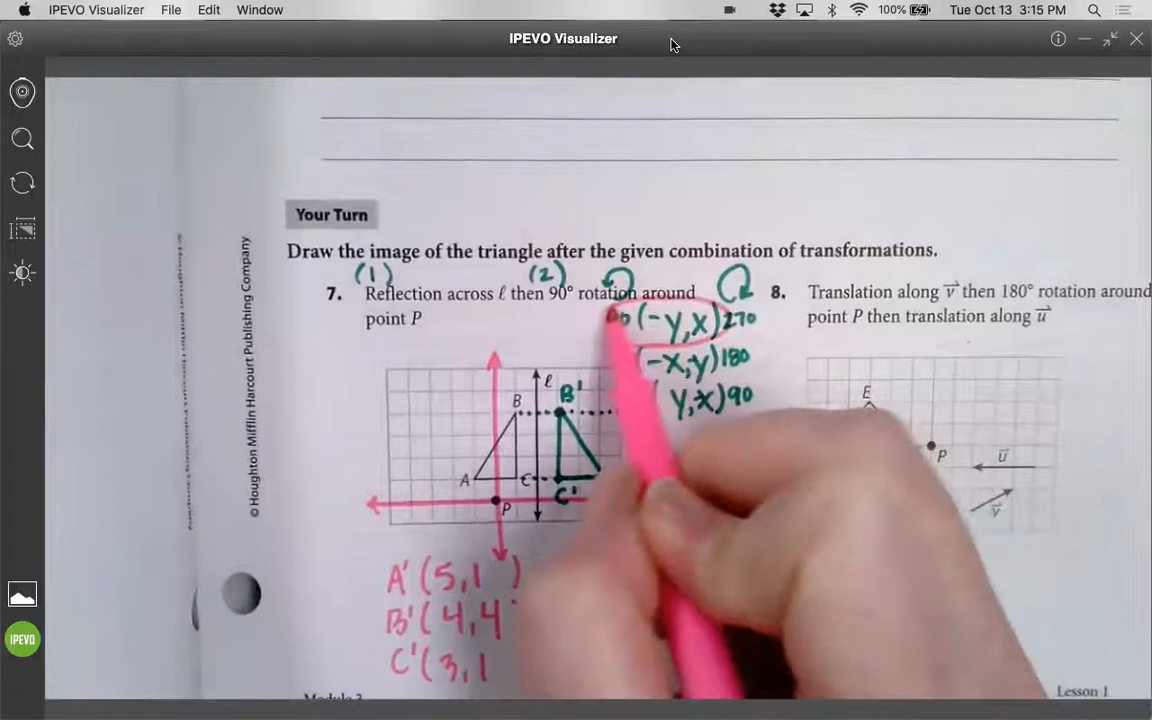 IPEVO Visualizer File Edit Window 100% Tue Oct 13 3:15 PM
IPEVO Visualizer
Your Turn
Draw the image of the triangle after the given combination of transformations.
(1) (2)
7. Reflection across ℓ then 90° rotation around
point P
(-y,x) 270
(-x,y) 180
(y,x) 90
ℓ
B B'
A C C'
P
A' (5,1 )
B' (4,4
C' (3,1
8. Translation along v⃗ then 180° rotation around
point P then translation along u⃗
E
P
u⃗
v⃗
© Houghton Mifflin Harcourt Publishing Company
Lesson 1
IPEVO